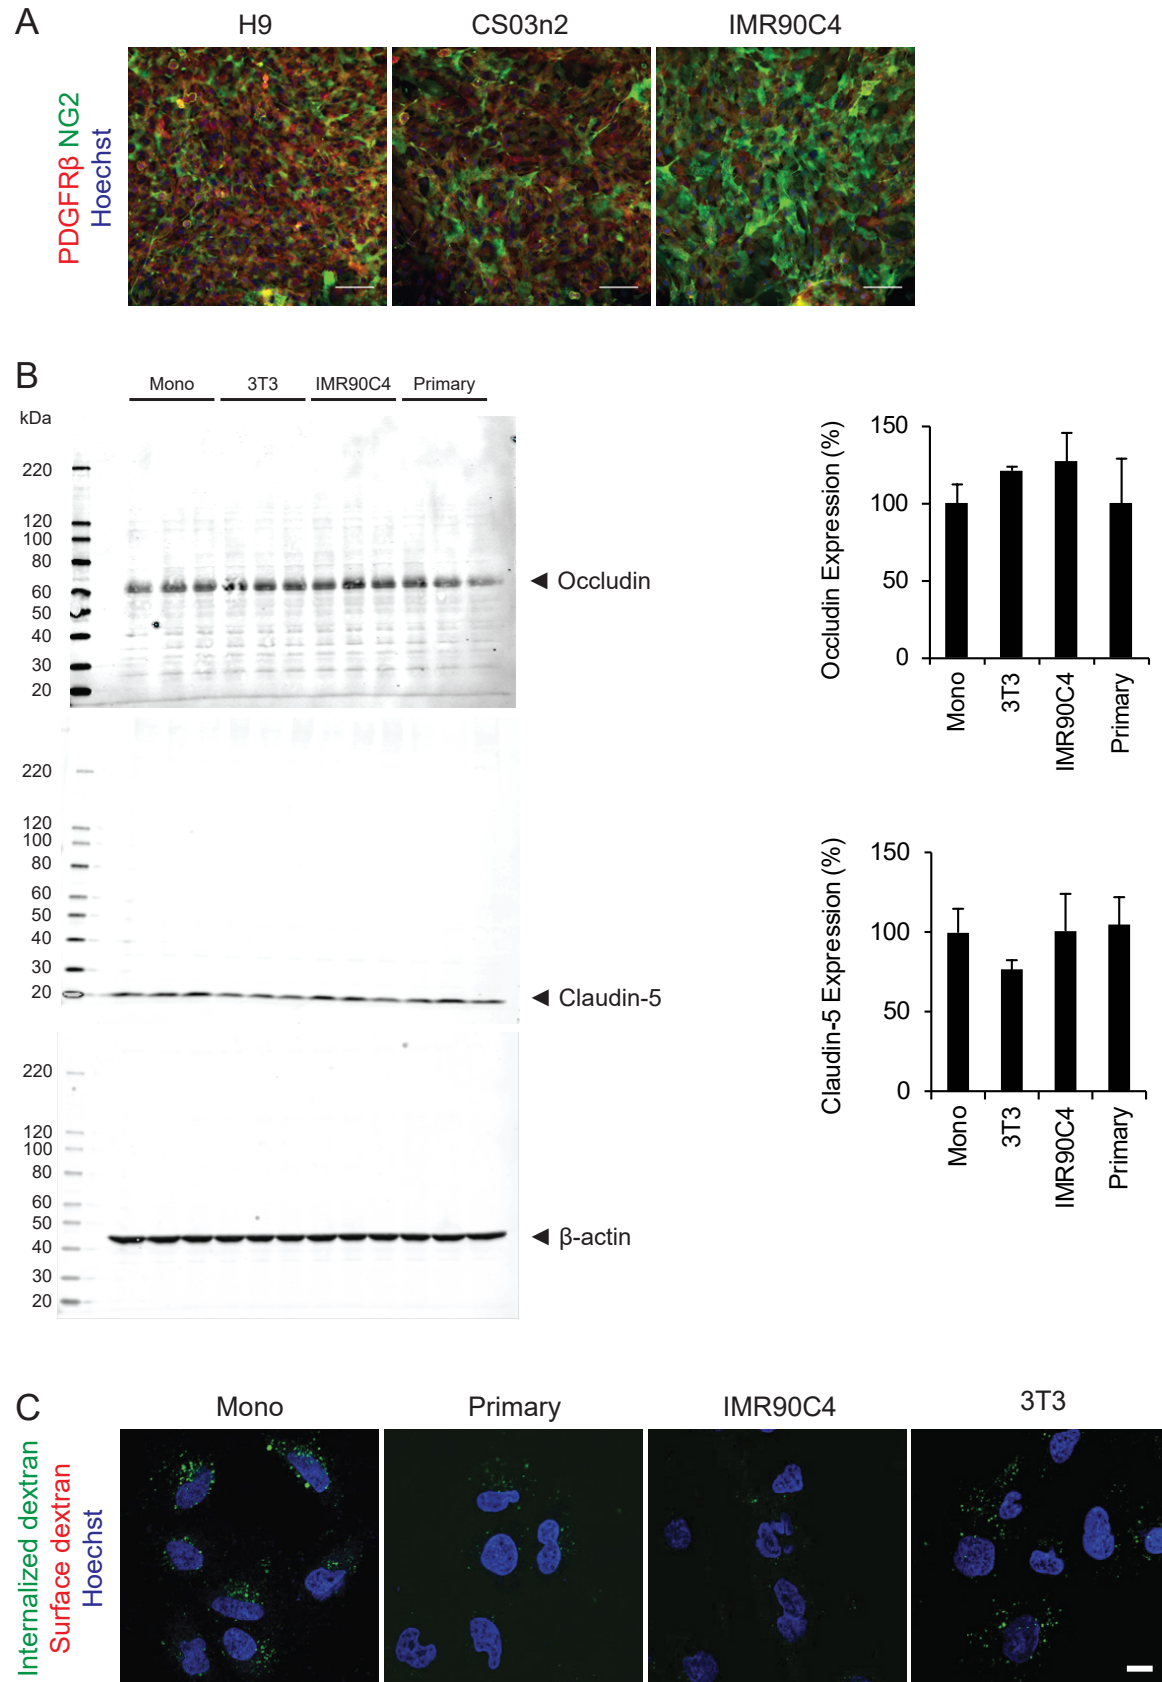 A
H9
CS03n2
IMR90C4
PDGFRβ NG2
Hoechst
B
Mono
3T3
IMR90C4
Primary
kDa
220
120
100
80
60
50
40
30
20
Occludin
220
120
100
80
60
50
40
30
20
Claudin-5
220
120
100
80
60
50
40
30
20
β-actin
Occludin Expression (%)
150
100
50
0
Mono
3T3
IMR90C4
Primary
Claudin-5 Expression (%)
150
100
50
0
Mono
3T3
IMR90C4
Primary
C
Mono
Primary
IMR90C4
3T3
Internalized dextran
Surface dextran
Hoechst